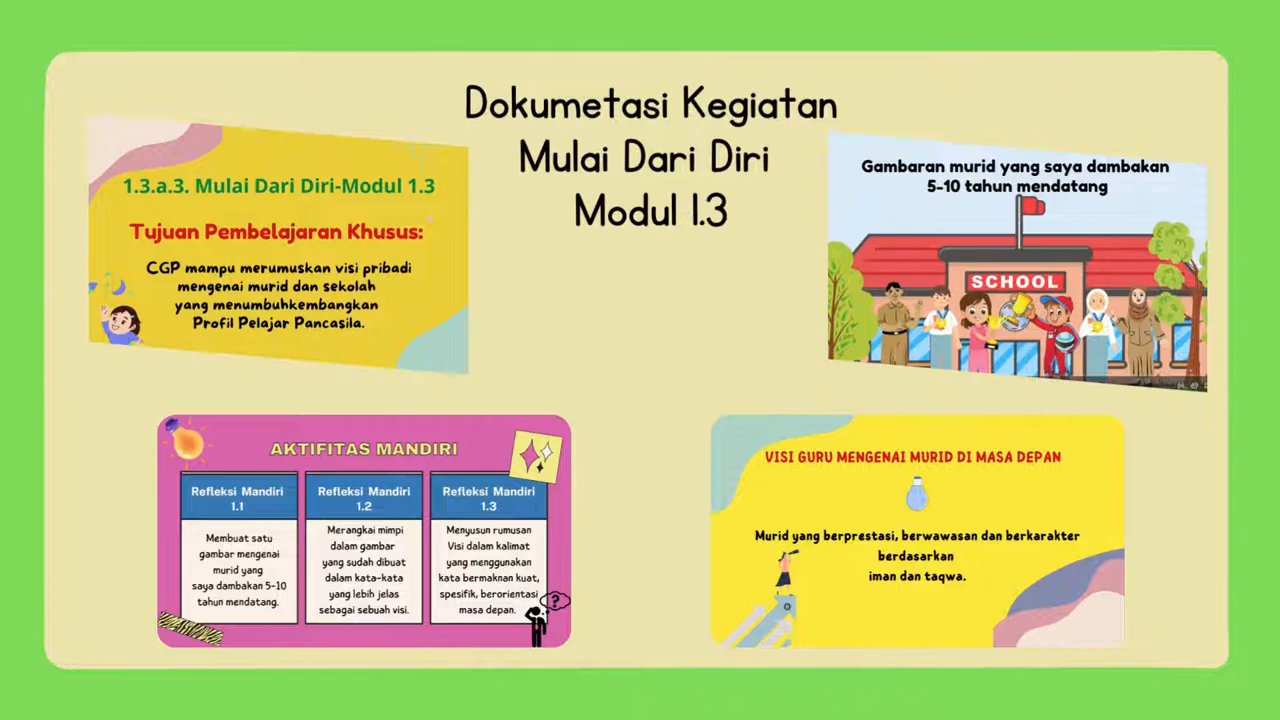 Dokumetasi Kegiatan
Mulai Dari Diri
Modul 1.3
1.3.a.3. Mulai Dari Diri-Modul 1.3
Tujuan Pembelajaran Khusus:
CGP mampu merumuskan visi pribadi
mengenai murid dan sekolah
yang menumbuhkembangkan
Profil Pelajar Pancasila.
Gambaran murid yang saya dambakan
5-10 tahun mendatang
SCHOOL
AKTIFITAS MANDIRI
Refleksi Mandiri
1.1
Membuat satu
gambar mengenai
murid yang
saya dambakan 5-10
tahun mendatang.
Refleksi Mandiri
1.2
Merangkai mimpi
dalam gambar
yang sudah dibuat
dalam kata-kata
yang lebih jelas
sebagai sebuah visi.
Refleksi Mandiri
1.3
Menyusun rumusan
Visi dalam kalimat
yang menggunakan
kata bermaknan kuat,
spesifik, berorientasi
masa depan.
?
VISI GURU MENGENAI MURID DI MASA DEPAN
Murid yang berprestasi, berwawasan dan berkarakter
berdasarkan
iman dan taqwa.